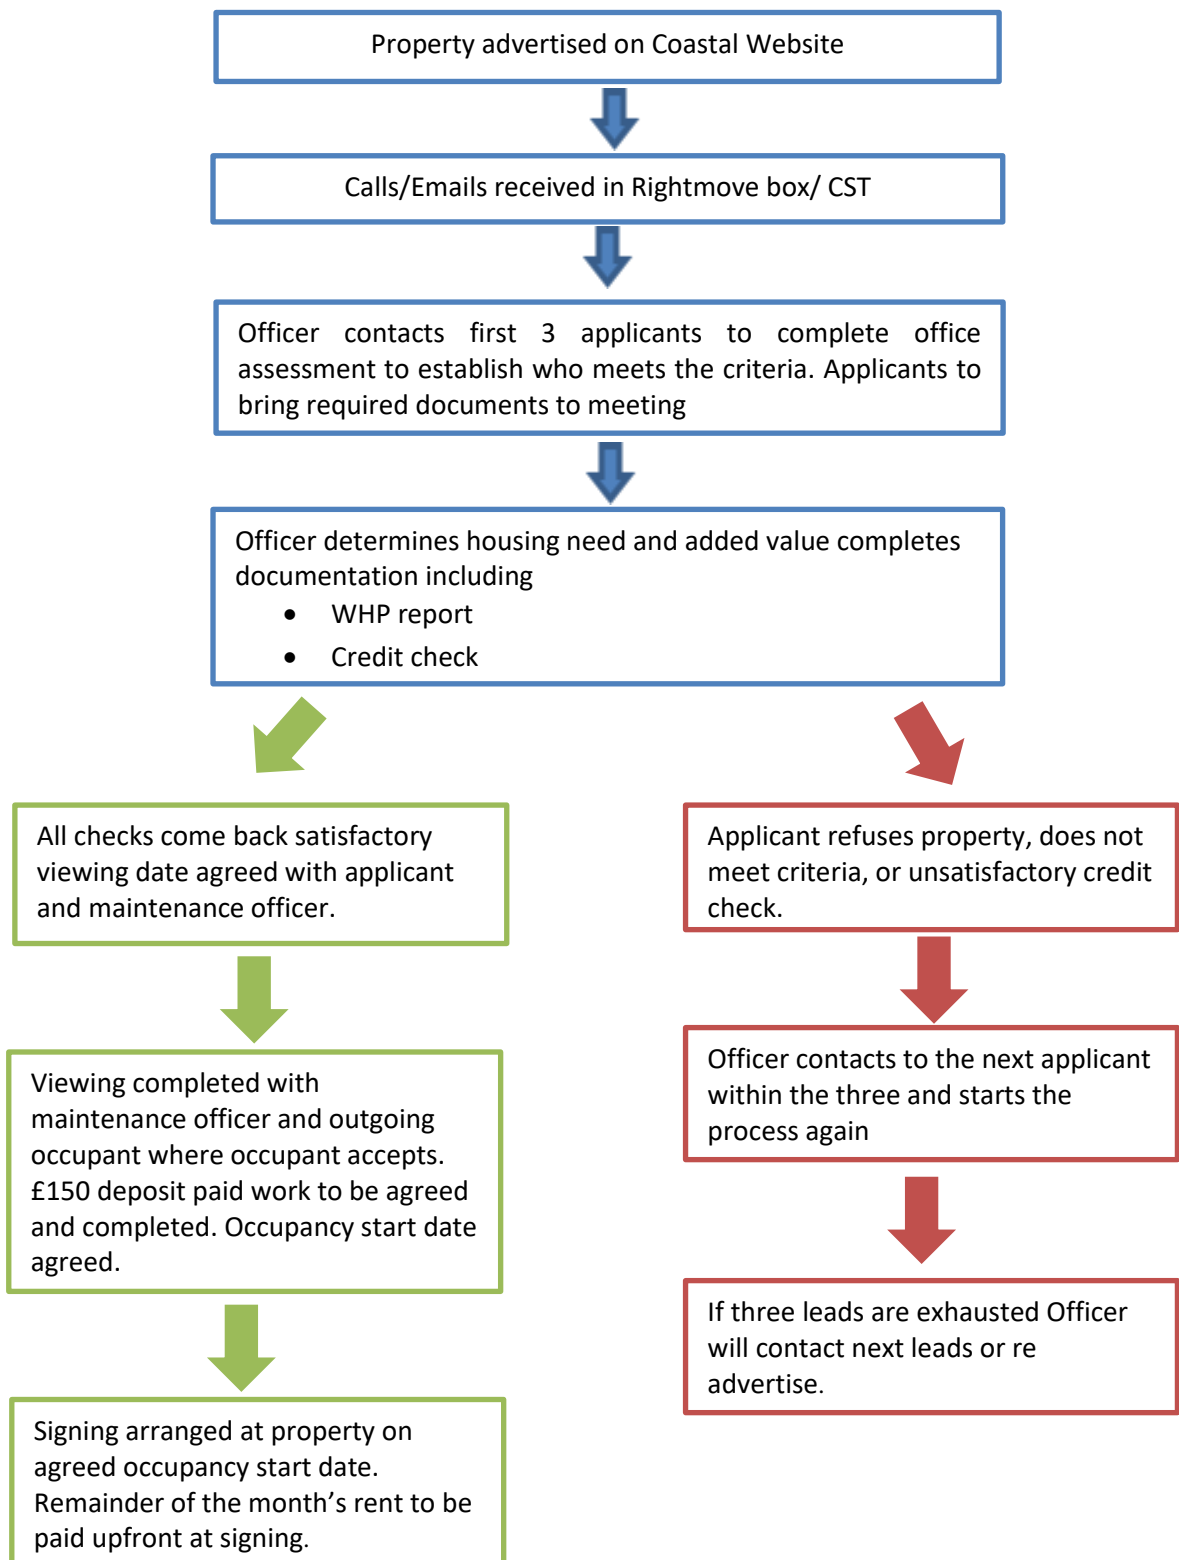 Property advertised on Coastal Website
Calls/Emails received in Rightmove box/ CST
Officer contacts first 3 applicants to complete office
assessment to establish who meets the criteria. Applicants to
bring required documents to meeting
Officer determines housing need and added value completes
documentation including
• WHP report
• Credit check
All checks come back satisfactory
viewing date agreed with applicant
and maintenance officer.
Viewing completed with
maintenance officer and outgoing
occupant where occupant accepts.
£150 deposit paid work to be agreed
and completed. Occupancy start date
agreed.
Signing arranged at property on
agreed occupancy start date.
Remainder of the month’s rent to be
paid upfront at signing.
Applicant refuses property, does not
meet criteria, or unsatisfactory credit
check.
Officer contacts to the next applicant
within the three and starts the
process again
If three leads are exhausted Officer
will contact next leads or re
advertise.